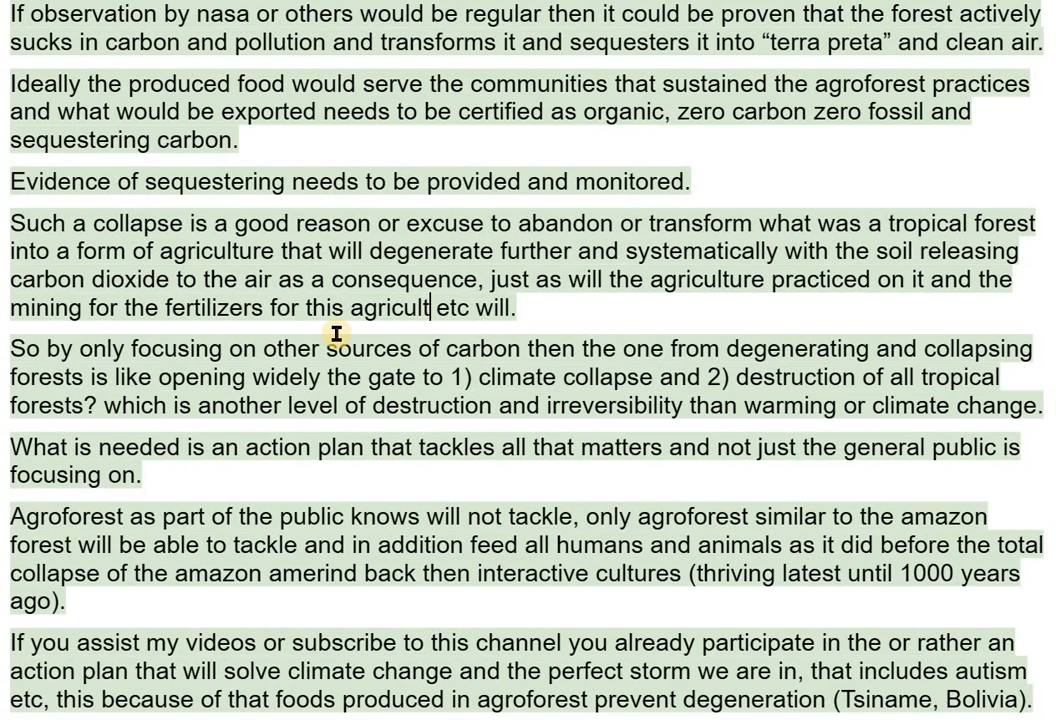 If observation by nasa or others would be regular then it could be proven that the forest actively
sucks in carbon and pollution and transforms it and sequesters it into “terra preta” and clean air.
Ideally the produced food would serve the communities that sustained the agroforest practices
and what would be exported needs to be certified as organic, zero carbon zero fossil and
sequestering carbon.
Evidence of sequestering needs to be provided and monitored.
Such a collapse is a good reason or excuse to abandon or transform what was a tropical forest
into a form of agriculture that will degenerate further and systematically with the soil releasing
carbon dioxide to the air as a consequence, just as will the agriculture practiced on it and the
mining for the fertilizers for this agricult etc will.
So by only focusing on other sources of carbon then the one from degenerating and collapsing
forests is like opening widely the gate to 1) climate collapse and 2) destruction of all tropical
forests? which is another level of destruction and irreversibility than warming or climate change.
What is needed is an action plan that tackles all that matters and not just the general public is
focusing on.
Agroforest as part of the public knows will not tackle, only agroforest similar to the amazon
forest will be able to tackle and in addition feed all humans and animals as it did before the total
collapse of the amazon amerind back then interactive cultures (thriving latest until 1000 years
ago).
If you assist my videos or subscribe to this channel you already participate in the or rather an
action plan that will solve climate change and the perfect storm we are in, that includes autism
etc, this because of that foods produced in agroforest prevent degeneration (Tsiname, Bolivia).